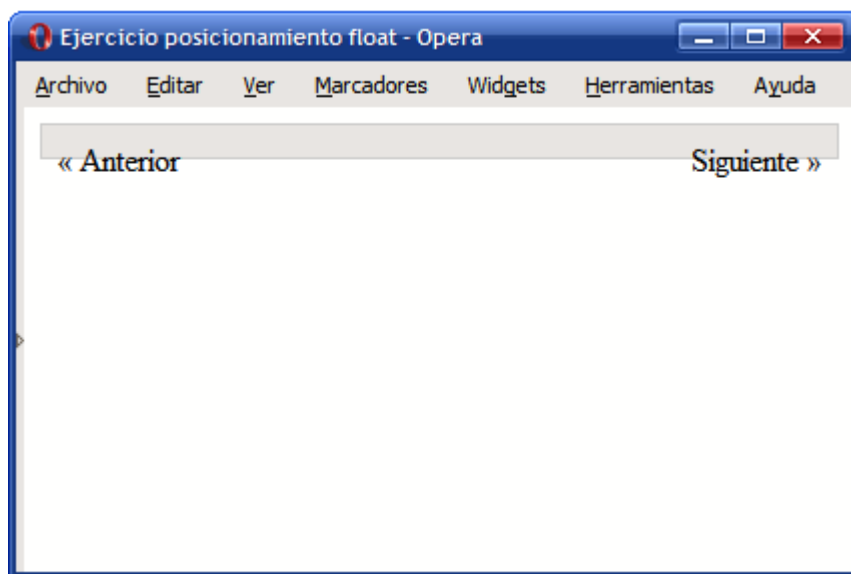 Ejercicio posicionamiento float - Opera
Archivo Editar Ver Marcadores Widgets Herramientas Ayuda
« Anterior Siguiente »